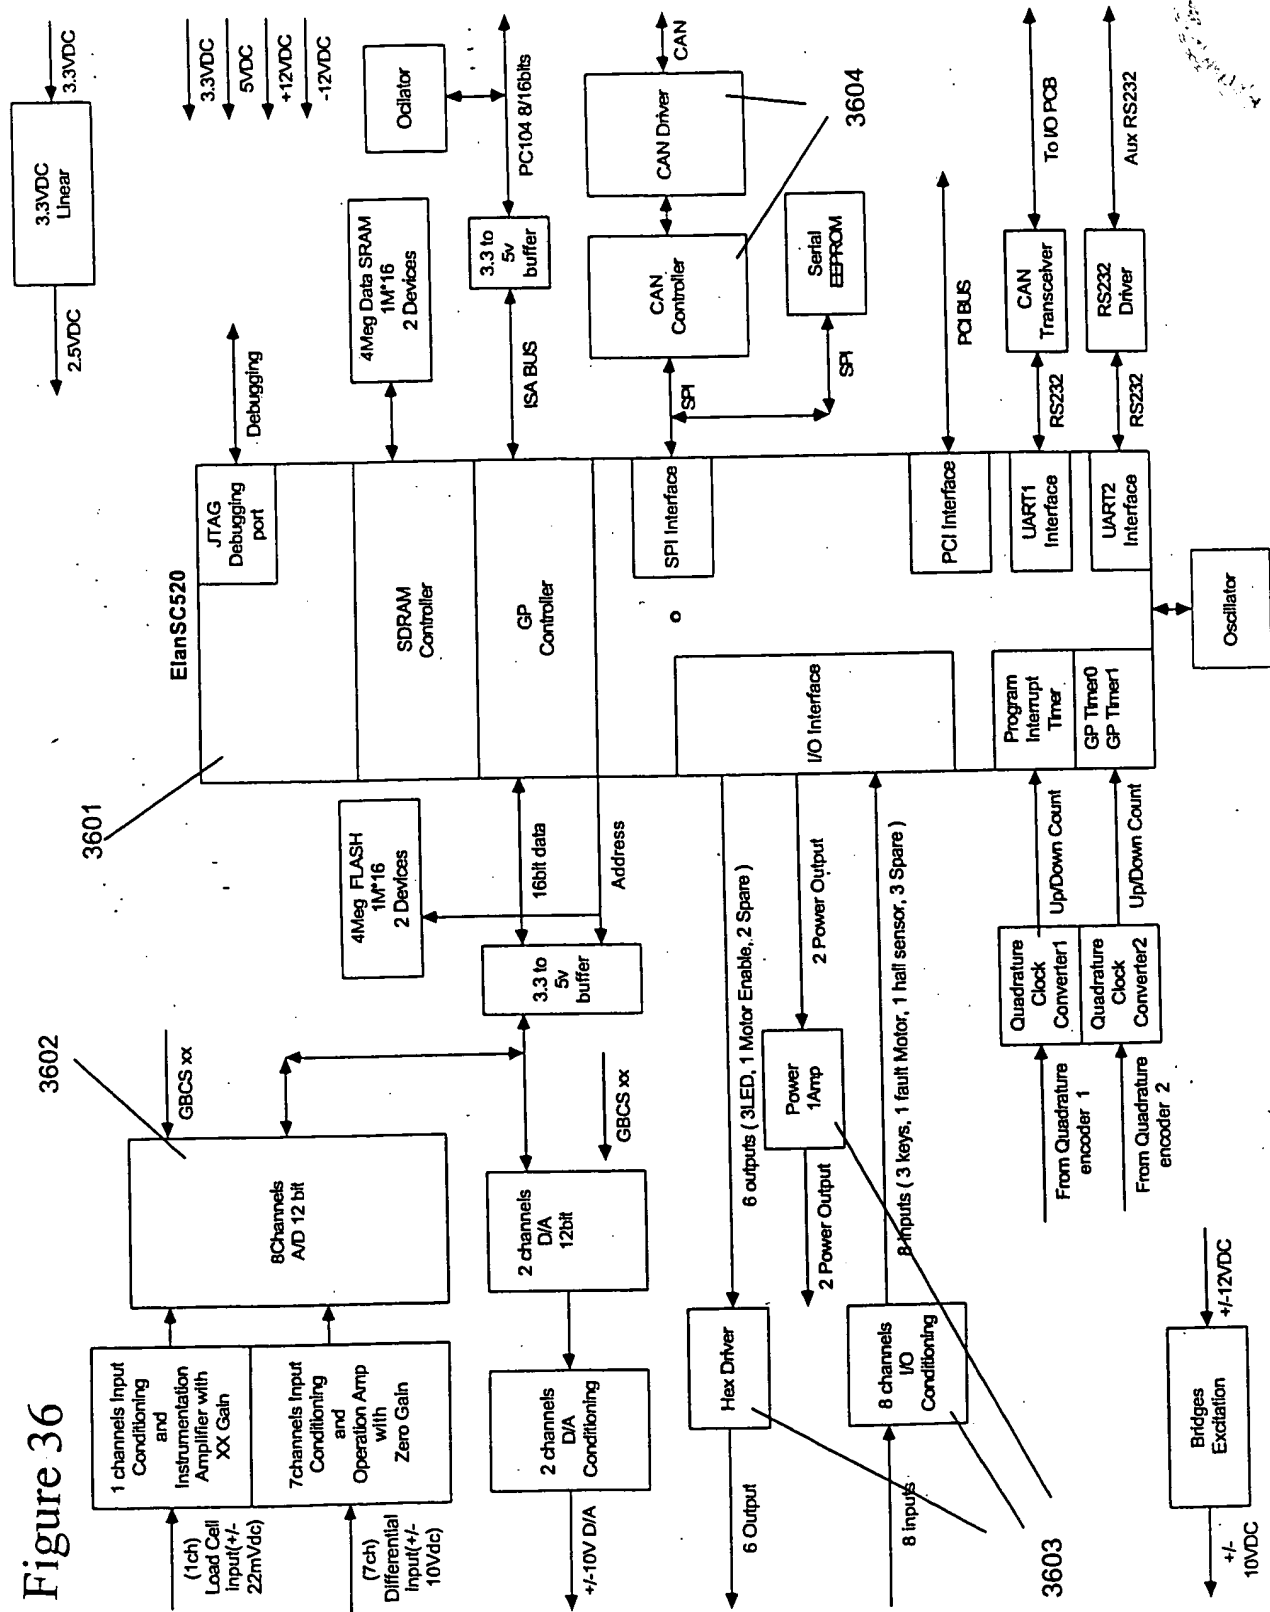 Figure 36
(1ch)
Load Cell
input(+/-
22mVdc)
(7ch)
Differential
Input(+/-
10Vdc)
1 channels Input
Conditioning
and
Instrumentation
Amplifier with
XX Gain
7channels Input
Conditioning
and
Operation Amp
with
Zero Gain
8Channels
A/D 12 bit
3602
GBCS xx
+/-10V D/A
2 channels
D/A
Conditioning
2 channels
D/A
12bit
GBCS xx
3.3 to
5v
buffer
4Meg FLASH
1M*16
2 Devices
16bit data
Address
3601
ElanSC520
JTAG
Debugging
port
Debugging
SDRAM
Controller
GP
Controller
SPI Interface
I/O Interface
PCI Interface
Program
Interrupt
Timer
GP Timer0
GP Timer1
UART1
Interface
UART2
Interface
Oscillator
2.5VDC
3.3VDC
Linear
3.3VDC
3.3VDC
5VDC
+12VDC
-12VDC
4Meg Data SRAM
1M*16
2 Devices
Ocilator
ISA BUS
3.3 to
5v
buffer
PC104 8/16bits
SPI
CAN
Controller
CAN Driver
CAN
3604
SPI
Serial
EEPROM
PCI BUS
RS232
CAN
Transceiver
To I/O PCB
RS232
RS232
Driver
Aux RS232
6 Output
Hex Driver
6 outputs ( 3LED, 1 Motor Enable, 2 Spare )
2 Power Output
Power
1Amp
2 Power Output
8 inputs
8 channels
I/O
Conditioning
8 Inputs ( 3 keys, 1 fault Motor, 1 hall sensor, 3 Spare )
3603
From Quadrature
encoder 1
From Quadrature
encoder 2
Quadrature
Clock
Converter1
Quadrature
Clock
Converter2
Up/Down Count
Up/Down Count
+/-
10VDC
Bridges
Excitation
+/-12VDC